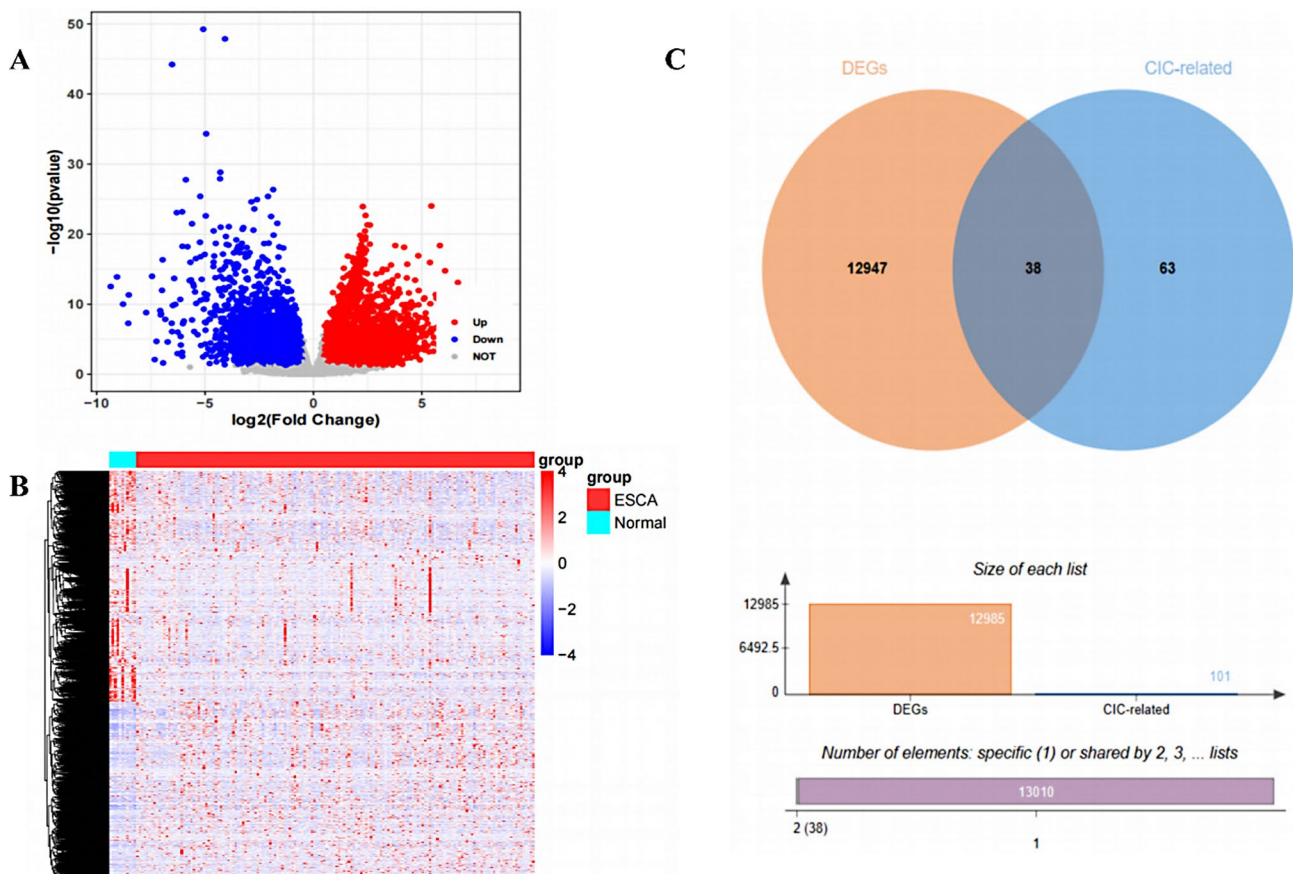 A
−log10(pvalue)
50
40
30
20
10
0
Up
Down
NOT
−10
−5
0
5
log2(Fold Change)
B
group
4
2
0
−2
−4
group
ESCA
Normal
C
DEGs
CIC-related
12947
38
63
Size of each list
12985
6492.5
0
12985
101
DEGs
CIC-related
Number of elements: specific (1) or shared by 2, 3, ... lists
13010
2 (38)
1